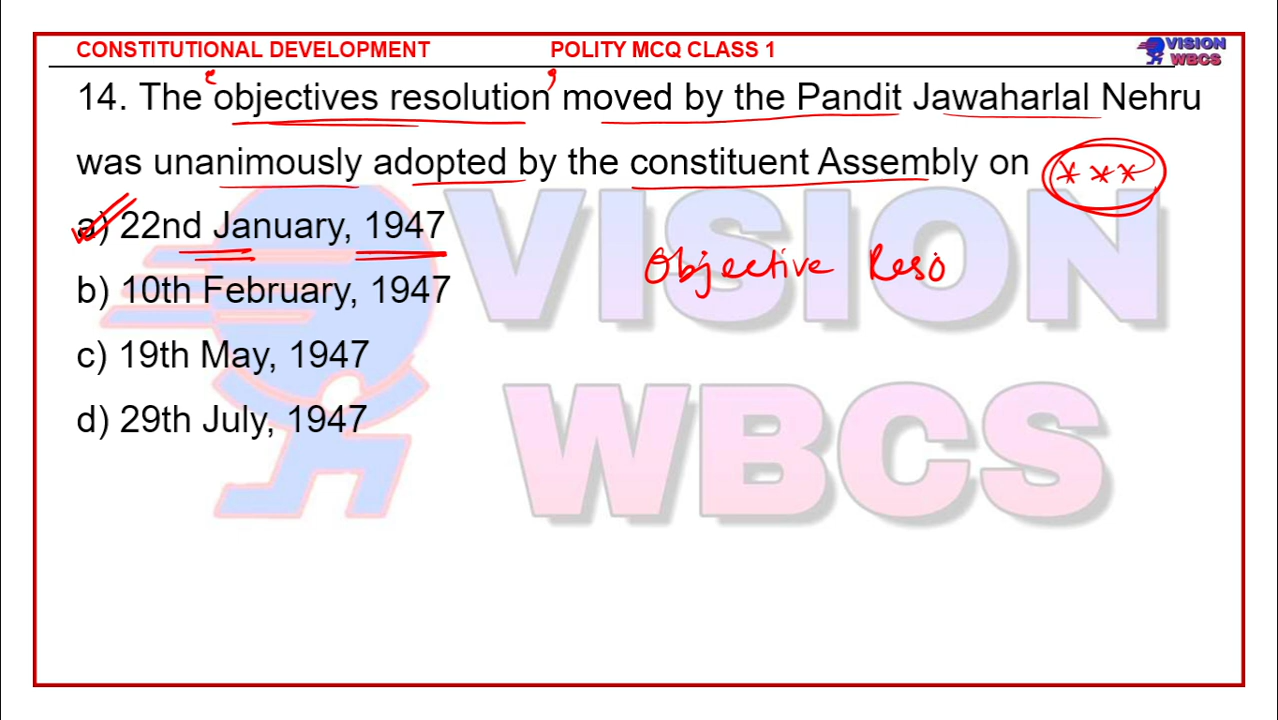 CONSTITUTIONAL DEVELOPMENT POLITY MCQ CLASS 1 VISION WBCS
14. The 'objectives resolution' moved by the Pandit Jawaharlal Nehru
was unanimously adopted by the constituent Assembly on ***
a) 22nd January, 1947
Objective Reso
b) 10th February, 1947
c) 19th May, 1947
d) 29th July, 1947
VISION
WBCS